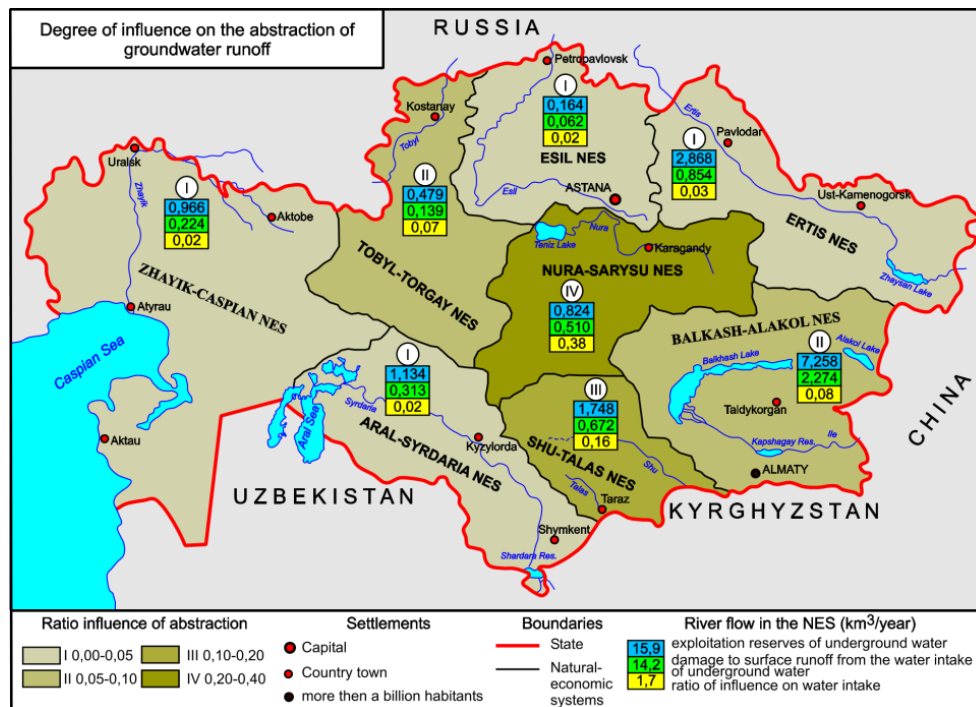 Degree of influence on the abstraction of
groundwater runoff
RUSSIA
Petropavlovsk
I
0,164
0,062
0,02
ESIL NES
Esil
ASTANA
Kostanay
Tobyl
II
0,479
0,139
0,07
TOBYL-TORGAY NES
Ertis
Pavlodar
I
2,868
0,854
0,03
Ust-Kamenogorsk
ERTIS NES
Zhaysan Lake
Uralsk
Zhayik
I
0,966
0,224
0,02
Aktobe
ZHAYIK-CASPIAN NES
Atyrau
Caspian Sea
Aktau
Teniz Lake
Nura
Karagandy
NURA-SARYSU NES
IV
0,824
0,510
0,38
BALKASH-ALAKOL NES
Balkhash Lake
Alakol Lake
II
7,258
2,274
0,08
Taldykorgan
Kapshagay Res.
Ile
ALMATY
CHINA
I
1,134
0,313
0,02
Aral Sea
Syrdaria
Kyzylorda
ARAL-SYRDARIA NES
Shymkent
Shardara Res.
III
1,748
0,672
0,16
SHU-TALAS NES
Shu
Talas
Taraz
UZBEKISTAN
KYRGHYZSTAN
Ratio influence of abstraction
I 0,00-0,05
II 0,05-0,10
III 0,10-0,20
IV 0,20-0,40
Settlements
Capital
Country town
more then a billion habitants
Boundaries
State
Natural-
economic
systems
River flow in the NES (km³/year)
15,9 exploitation reserves of underground water
14,2 damage to surface runoff from the water intake
of underground water
1,7 ratio of influence on water intake